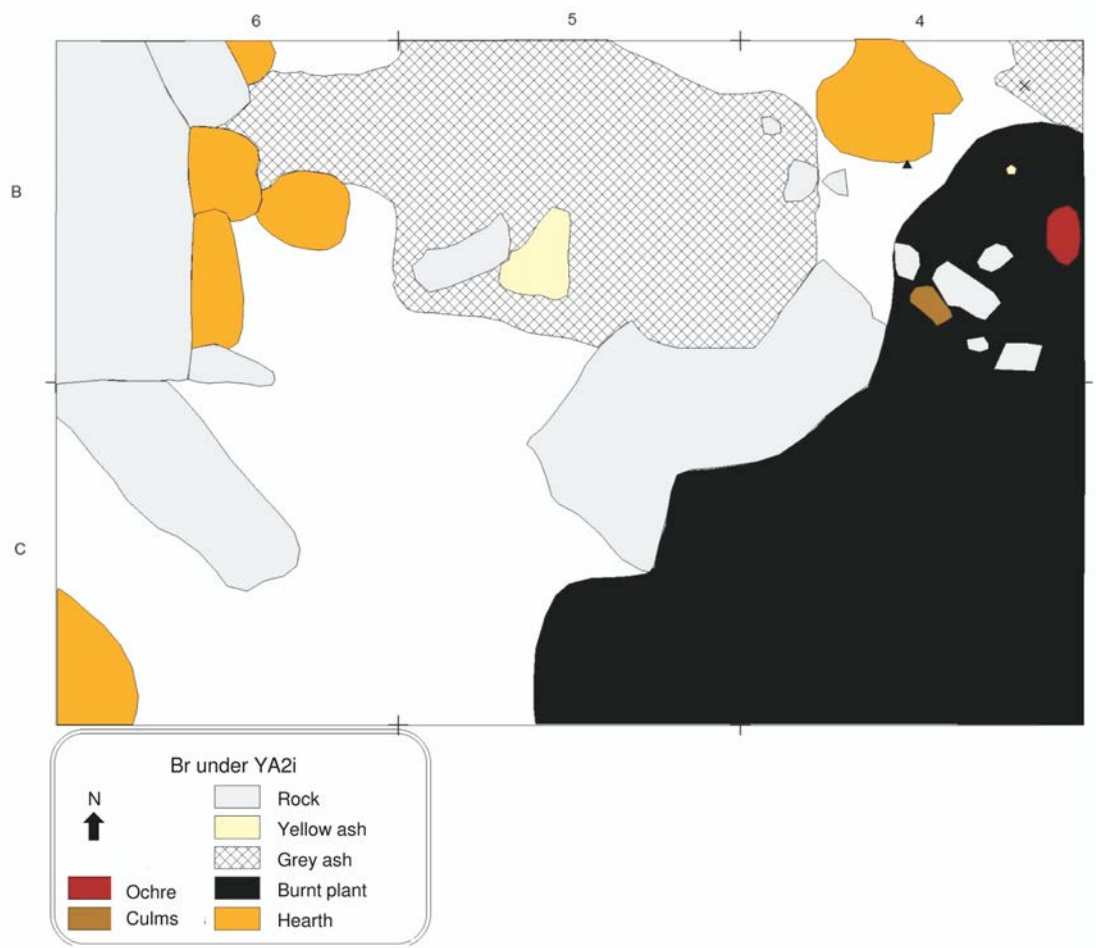 6 5 4
B
C
Br under YA2i
N
Rock
Yellow ash
Grey ash
Ochre Burnt plant
Culms Hearth